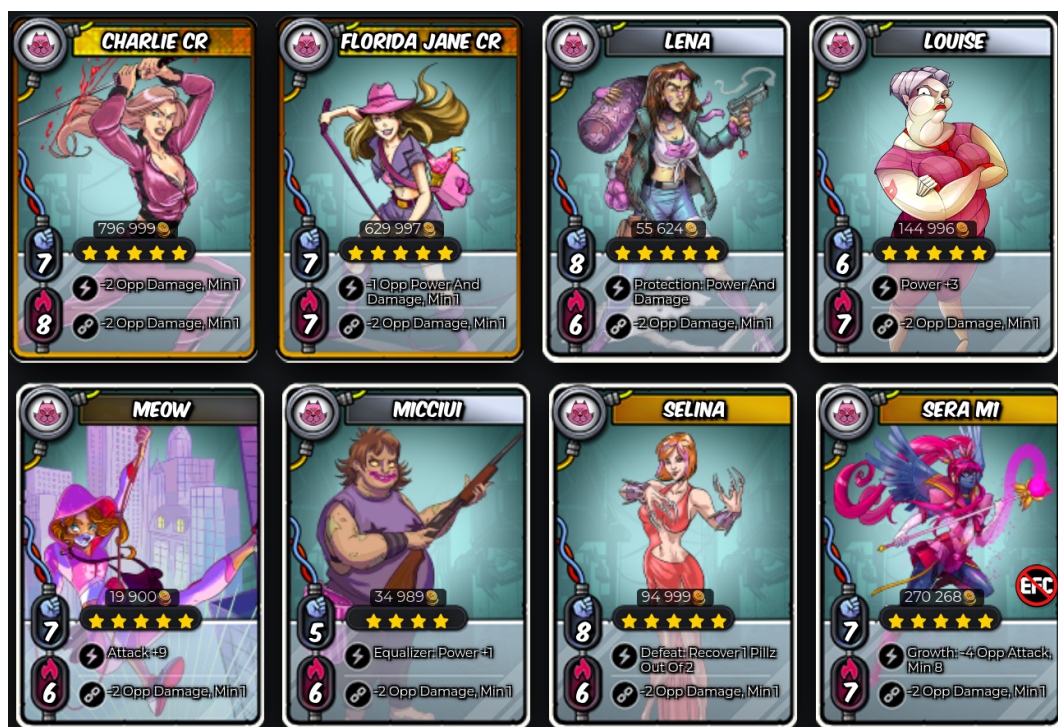 CHARLIE CR
796 999
7
-2 Opp Damage, Min 1
8
-2 Opp Damage, Min 1
FLORIDA JANE CR
629 997
7
-1 Opp Power And
Damage, Min 1
7
-2 Opp Damage, Min 1
LENA
55 624
8
Protection: Power And
Damage
6
-2 Opp Damage, Min 1
LOUISE
144 996
6
Power +3
7
-2 Opp Damage, Min 1
MEOW
19 900
7
Attack +9
6
-2 Opp Damage, Min 1
MICCIUI
34 989
5
Equalizer: Power +1
6
-2 Opp Damage, Min 1
SELINA
94 999
8
Defeat: Recover 1 Pillz
Out Of 2
6
-2 Opp Damage, Min 1
SERA MI
EFC
270 268
7
Growth: -4 Opp Attack,
Min 8
7
-2 Opp Damage, Min 1